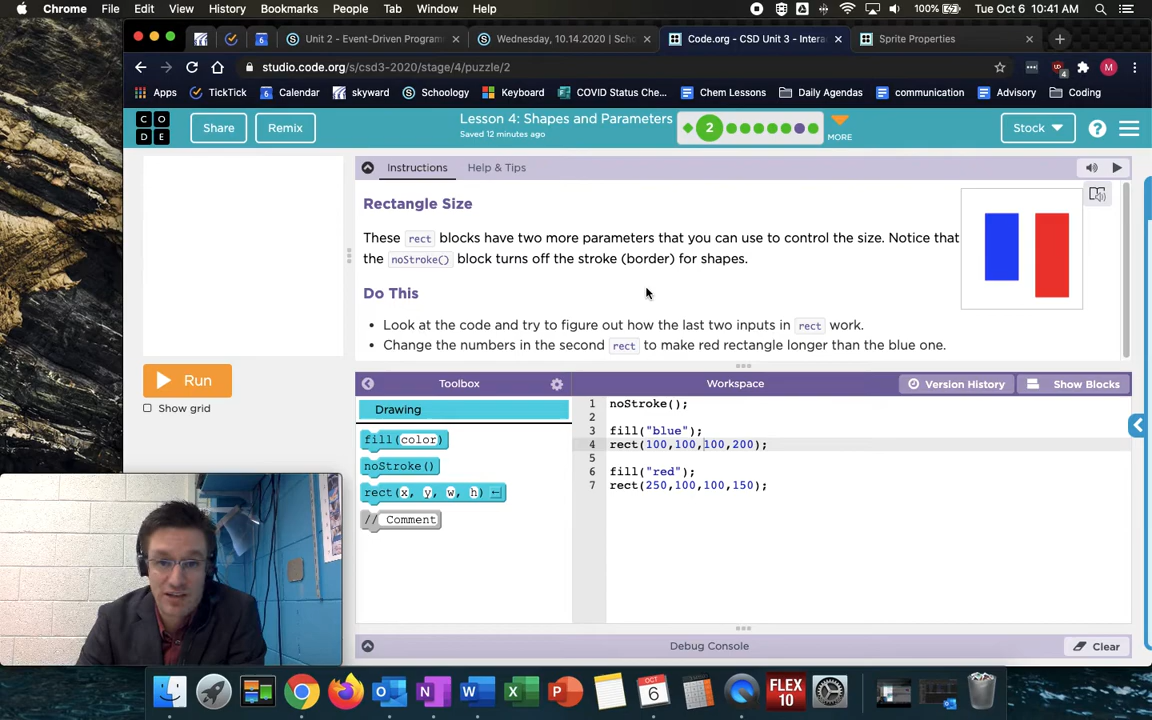 Chrome File Edit View History Bookmarks People Tab Window Help 100% Tue Oct 6 10:41 AM
6 Unit 2 - Event-Driven Program Wednesday, 10.14.2020 | Scho Code.org - CSD Unit 3 - Intera Sprite Properties
studio.code.org/s/csd3-2020/stage/4/puzzle/2 4 M
Apps TickTick 6 Calendar skyward Schoology Keyboard COVID Status Che... Chem Lessons Daily Agendas communication Advisory Coding
CO
DE
Share Remix Lesson 4: Shapes and Parameters
Saved 12 minutes ago
2 MORE Stock ?
Instructions Help & Tips
Rectangle Size
These rect blocks have two more parameters that you can use to control the size. Notice that
the noStroke() block turns off the stroke (border) for shapes.
Do This
• Look at the code and try to figure out how the last two inputs in rect work.
• Change the numbers in the second rect to make red rectangle longer than the blue one.
Run
Show grid
Toolbox Workspace Version History Show Blocks
Drawing
fill(color)
noStroke()
rect(x, y, w, h)
// Comment
1 noStroke();
2
3 fill("blue");
4 rect(100,100,100,200);
5
6 fill("red");
7 rect(250,100,100,150);
Debug Console Clear
OCT
6
FLEX
10